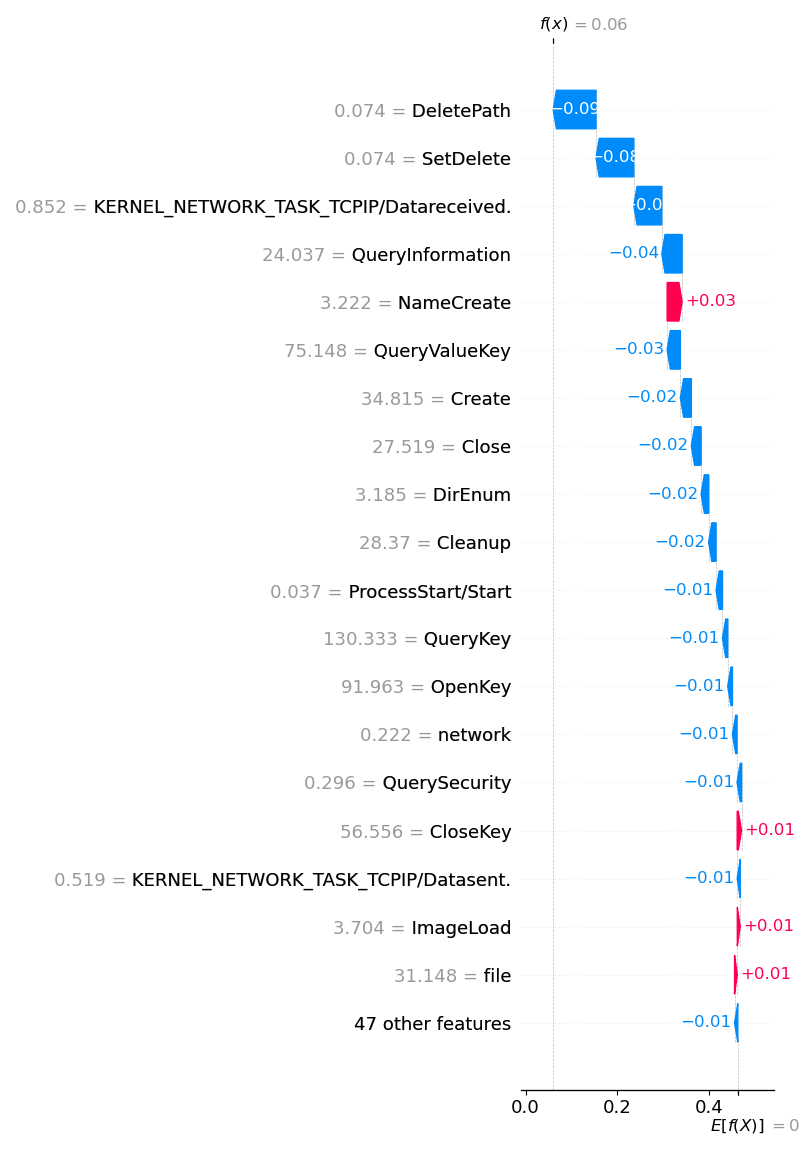 f(x) = 0.06
0.074 = DeletePath −0.09
0.074 = SetDelete −0.08
0.852 = KERNEL_NETWORK_TASK_TCPIP/Datareceived. −0.0
24.037 = QueryInformation −0.04
3.222 = NameCreate +0.03
75.148 = QueryValueKey −0.03
34.815 = Create −0.02
27.519 = Close −0.02
3.185 = DirEnum −0.02
28.37 = Cleanup −0.02
0.037 = ProcessStart/Start −0.01
130.333 = QueryKey −0.01
91.963 = OpenKey −0.01
0.222 = network −0.01
0.296 = QuerySecurity −0.01
56.556 = CloseKey +0.01
0.519 = KERNEL_NETWORK_TASK_TCPIP/Datasent. −0.01
3.704 = ImageLoad +0.01
31.148 = file +0.01
47 other features −0.01
0.0 0.2 0.4
E[f(X)] = 0